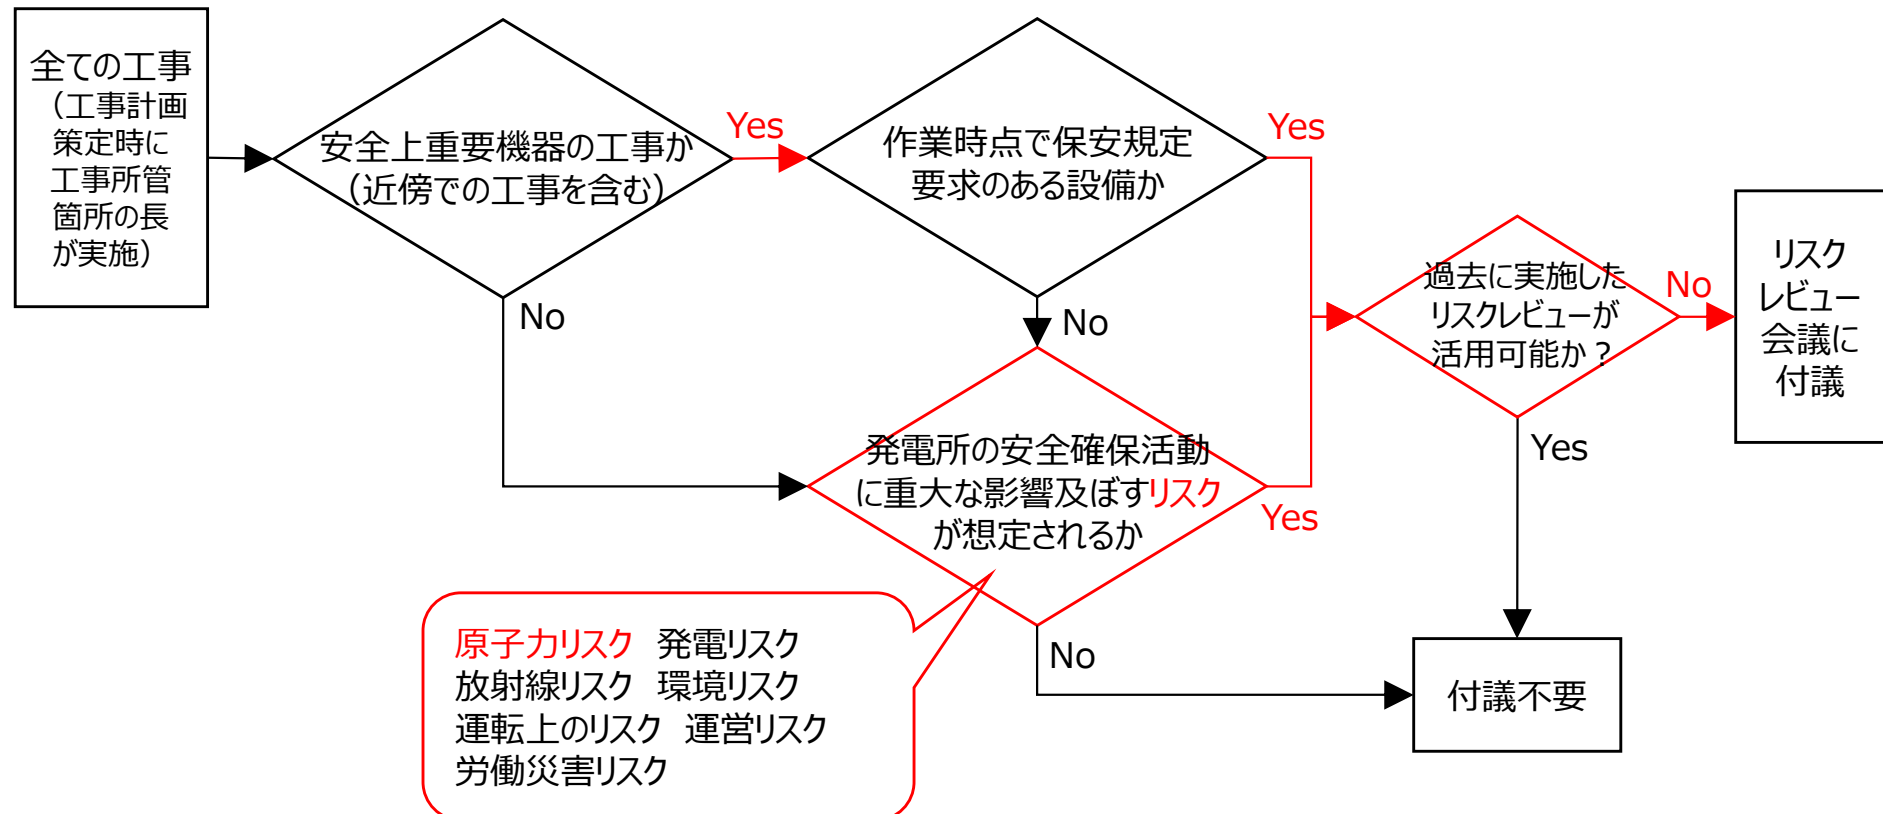 全ての工事
（工事計画
策定時に
工事所管
箇所の長
が実施）
安全上重要機器の工事か
（近傍での工事を含む）
Yes
No
作業時点で保安規定
要求のある設備か
Yes
No
発電所の安全確保活動
に重大な影響及ぼすリスク
が想定されるか
Yes
No
原子力リスク　発電リスク
放射線リスク　環境リスク
運転上のリスク　運営リスク
労働災害リスク
過去に実施した
リスクレビューが
活用可能か？
No
Yes
リスク
レビュー
会議に
付議
付議不要